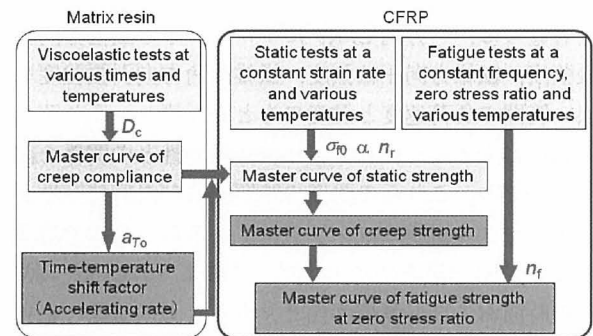 Matrix resin
CFRP
Viscoelastic tests at
various times and
temperatures
Static tests at a
constant strain rate
and various
temperatures
Fatigue tests at a
constant frequency,
zero stress ratio and
various temperatures
Dc
σf0 α nr
Master curve of
creep compliance
Master curve of static strength
Master curve of creep strength
aTo
Time-temperature
shift factor
(Accelerating rate)
nf
Master curve of fatigue strength
at zero stress ratio